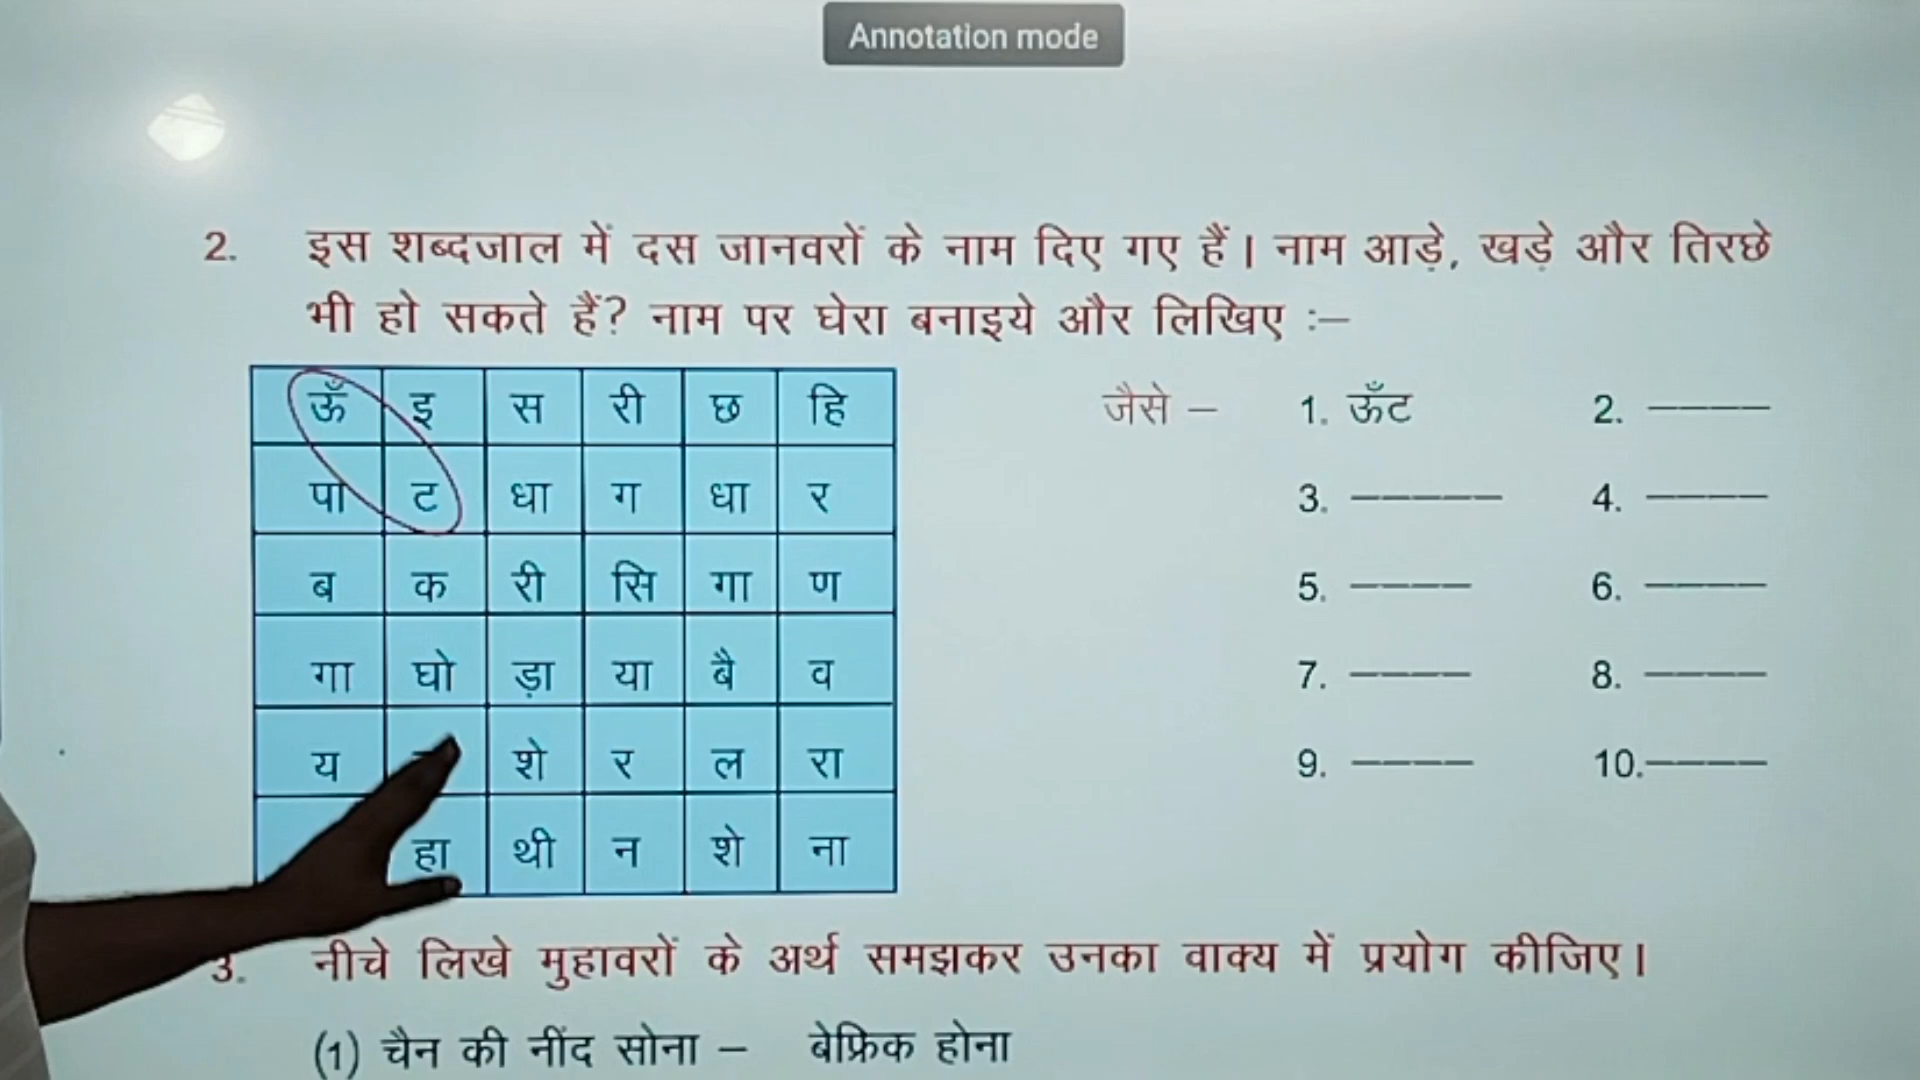 Annotation mode
2. इस शब्दजाल में दस जानवरों के नाम दिए गए हैं। नाम आड़े, खड़े और तिरछे
भी हो सकते हैं? नाम पर घेरा बनाइये और लिखिए :–
ऊँ इ स री छ हि
पा ट धा ग धा र
ब क री सि गा ण
गा घो ड़ा या बै व
य शे र ल रा
हा थी न शे ना
जैसे – 1. ऊँट 2. ————
3. ————— 4. ————
5. ———— 6. ————
7. ———— 8. ————
9. ———— 10.————
3. नीचे लिखे मुहावरों के अर्थ समझकर उनका वाक्य में प्रयोग कीजिए।
(1) चैन की नींद सोना – बेफ्रिक होना